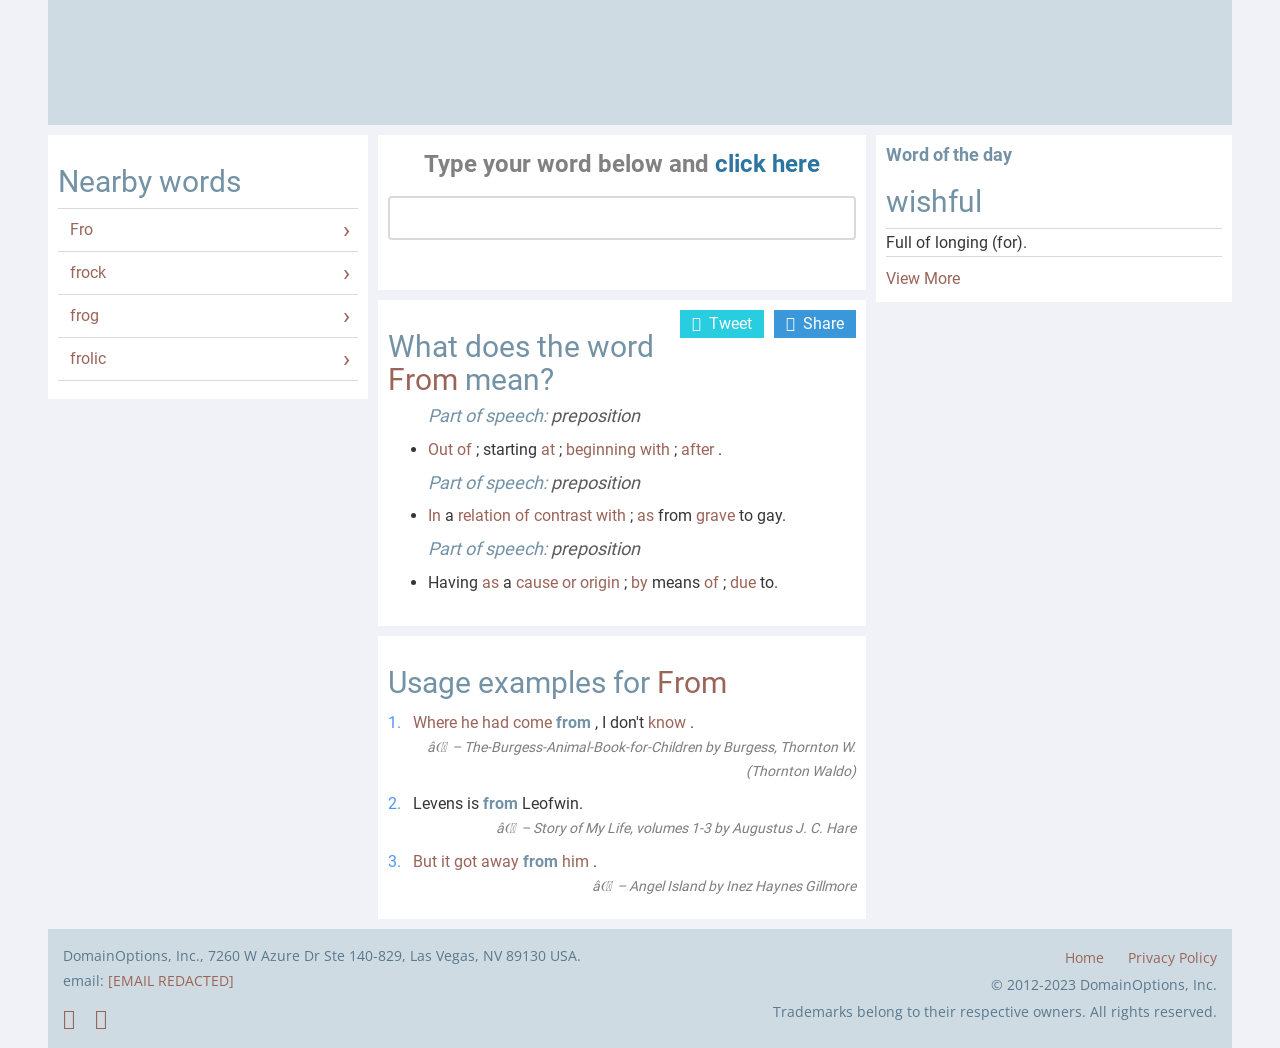 Nearby words
Fro ›
frock ›
frog ›
frolic ›
Type your word below and click here
Tweet
Share
What does the word
From mean?
Part of speech: preposition
• Out of ; starting at ; beginning with ; after .
Part of speech: preposition
• In a relation of contrast with ; as from grave to gay.
Part of speech: preposition
• Having as a cause or origin ; by means of ; due to.
Usage examples for From
1. Where he had come from , I don't know .
– The-Burgess-Animal-Book-for-Children by Burgess, Thornton W.
(Thornton Waldo)
2. Levens is from Leofwin.
– Story of My Life, volumes 1-3 by Augustus J. C. Hare
3. But it got away from him .
– Angel Island by Inez Haynes Gillmore
Word of the day
wishful
Full of longing (for).
View More
DomainOptions, Inc., 7260 W Azure Dr Ste 140-829, Las Vegas, NV 89130 USA.
email: [EMAIL REDACTED]
Home Privacy Policy
© 2012-2023 DomainOptions, Inc.
Trademarks belong to their respective owners. All rights reserved.